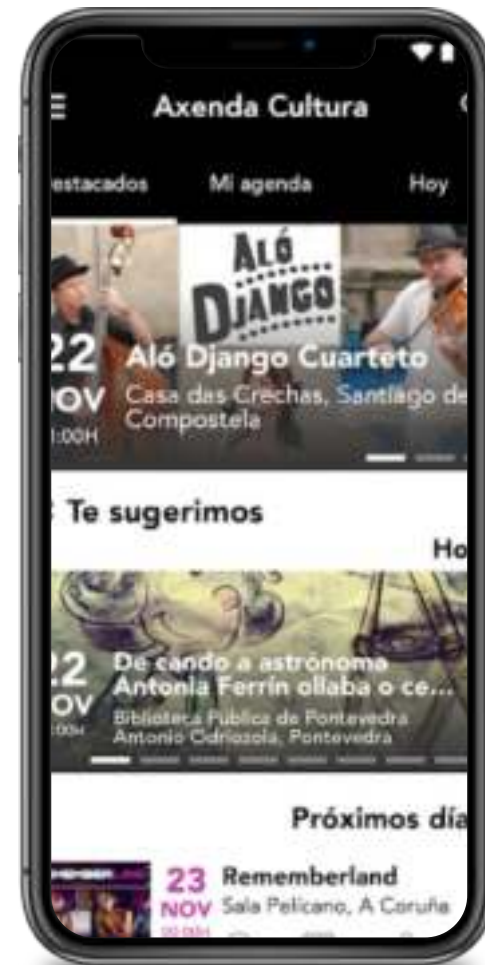 Axenda Cultura
estacados Mi agenda Hoy
ALÓ
DJANGO
22
OV
:00H
Aló Django Cuarteto
Casa das Crechas, Santiago de
Compostela
Te sugerimos
Ho
22
OV
:00H
De cando a astrónoma
Antonia Ferrín ollaba o ce...
Biblioteca Pública de Pontevedra
Antonio Odriozola, Pontevedra
Próximos día
23
NOV
Rememberland
Sala Pelícano, A Coruña